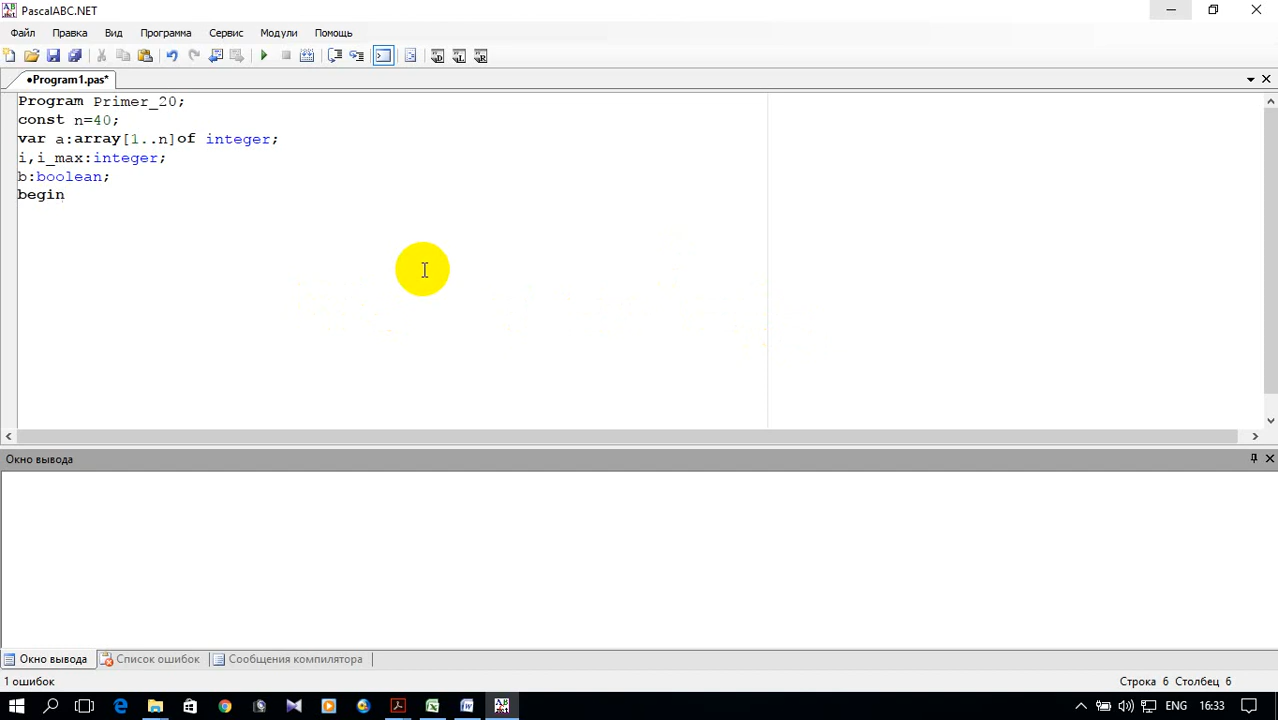 PascalABC.NET
Файл Правка Вид Программа Сервис Модули Помощь
•Program1.pas*
Program Primer_20;
const n=40;
var a:array[1..n]of integer;
i,i_max:integer;
b:boolean;
begin
Окно вывода
Окно вывода Список ошибок Сообщения компилятора
1 ошибок Строка 6 Столбец 6
ENG 16:33